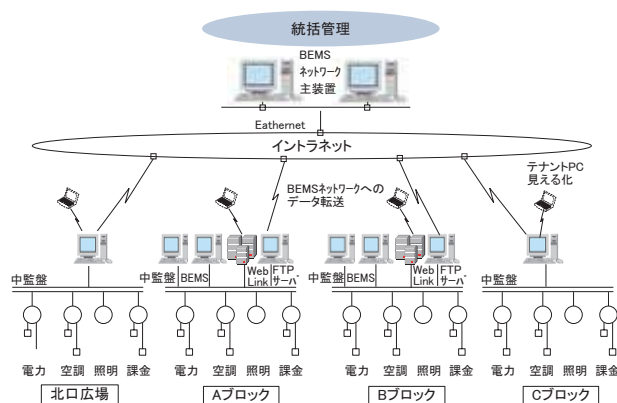 統括管理
BEMS
ネットワーク
主装置
Eathernet
イントラネット
BEMSネットワークへの
データ転送
テナントPC
見える化
中監盤
中監盤 BEMS Web Link FTP サーバ
中監盤 BEMS Web Link FTP サーバ
中監盤
電力 空調 照明 課金
電力 空調 照明 課金
電力 空調 照明 課金
電力 空調 照明 課金
北口広場
Aブロック
Bブロック
Cブロック